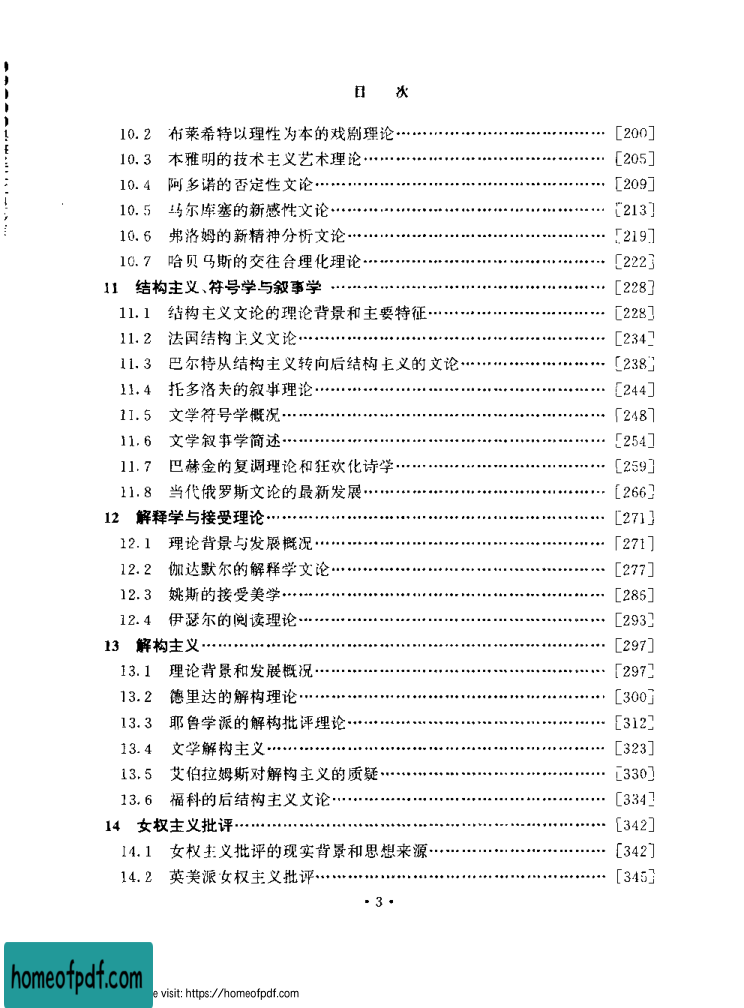 目 次
10.2 布莱希特以理性为本的戏剧理论……………………………[200]
10.3 本雅明的技术主义艺术理论……………………………[205]
10.4 阿多诺的否定性文论……………………………[209]
10.5 马尔库塞的新感性文论……………………………[213]
10.6 弗洛姆的新精神分析文论……………………………[219]
10.7 哈贝马斯的交往合理化理论……………………………[222]
11 结构主义、符号学与叙事学……………………………[228]
11.1 结构主义文论的理论背景和主要特征……………………………[228]
11.2 法国结构主义文论……………………………[234]
11.3 巴尔特从结构主义转向后结构主义的文论……………………………[238]
11.4 托多洛夫的叙事理论……………………………[244]
11.5 文学符号学概况……………………………[248]
11.6 文学叙事学简述……………………………[254]
11.7 巴赫金的复调理论和狂欢化诗学……………………………[259]
11.8 当代俄罗斯文论的最新发展……………………………[266]
12 解释学与接受理论……………………………[271]
12.1 理论背景与发展概况……………………………[271]
12.2 伽达默尔的解释学文论……………………………[277]
12.3 姚斯的接受美学……………………………[286]
12.4 伊瑟尔的阅读理论……………………………[293]
13 解构主义……………………………[297]
13.1 理论背景和发展概况……………………………[297]
13.2 德里达的解构理论……………………………[300]
13.3 耶鲁学派的解构批评理论……………………………[312]
13.4 文学解构主义……………………………[323]
13.5 艾伯拉姆斯对解构主义的质疑……………………………[330]
13.6 福科的后结构主义文论……………………………[334]
14 女权主义批评……………………………[342]
14.1 女权主义批评的现实背景和思想来源……………………………[342]
14.2 英美派女权主义批评……………………………[345]
·3·
homeofpdf.com
e visit: https://homeofpdf.com